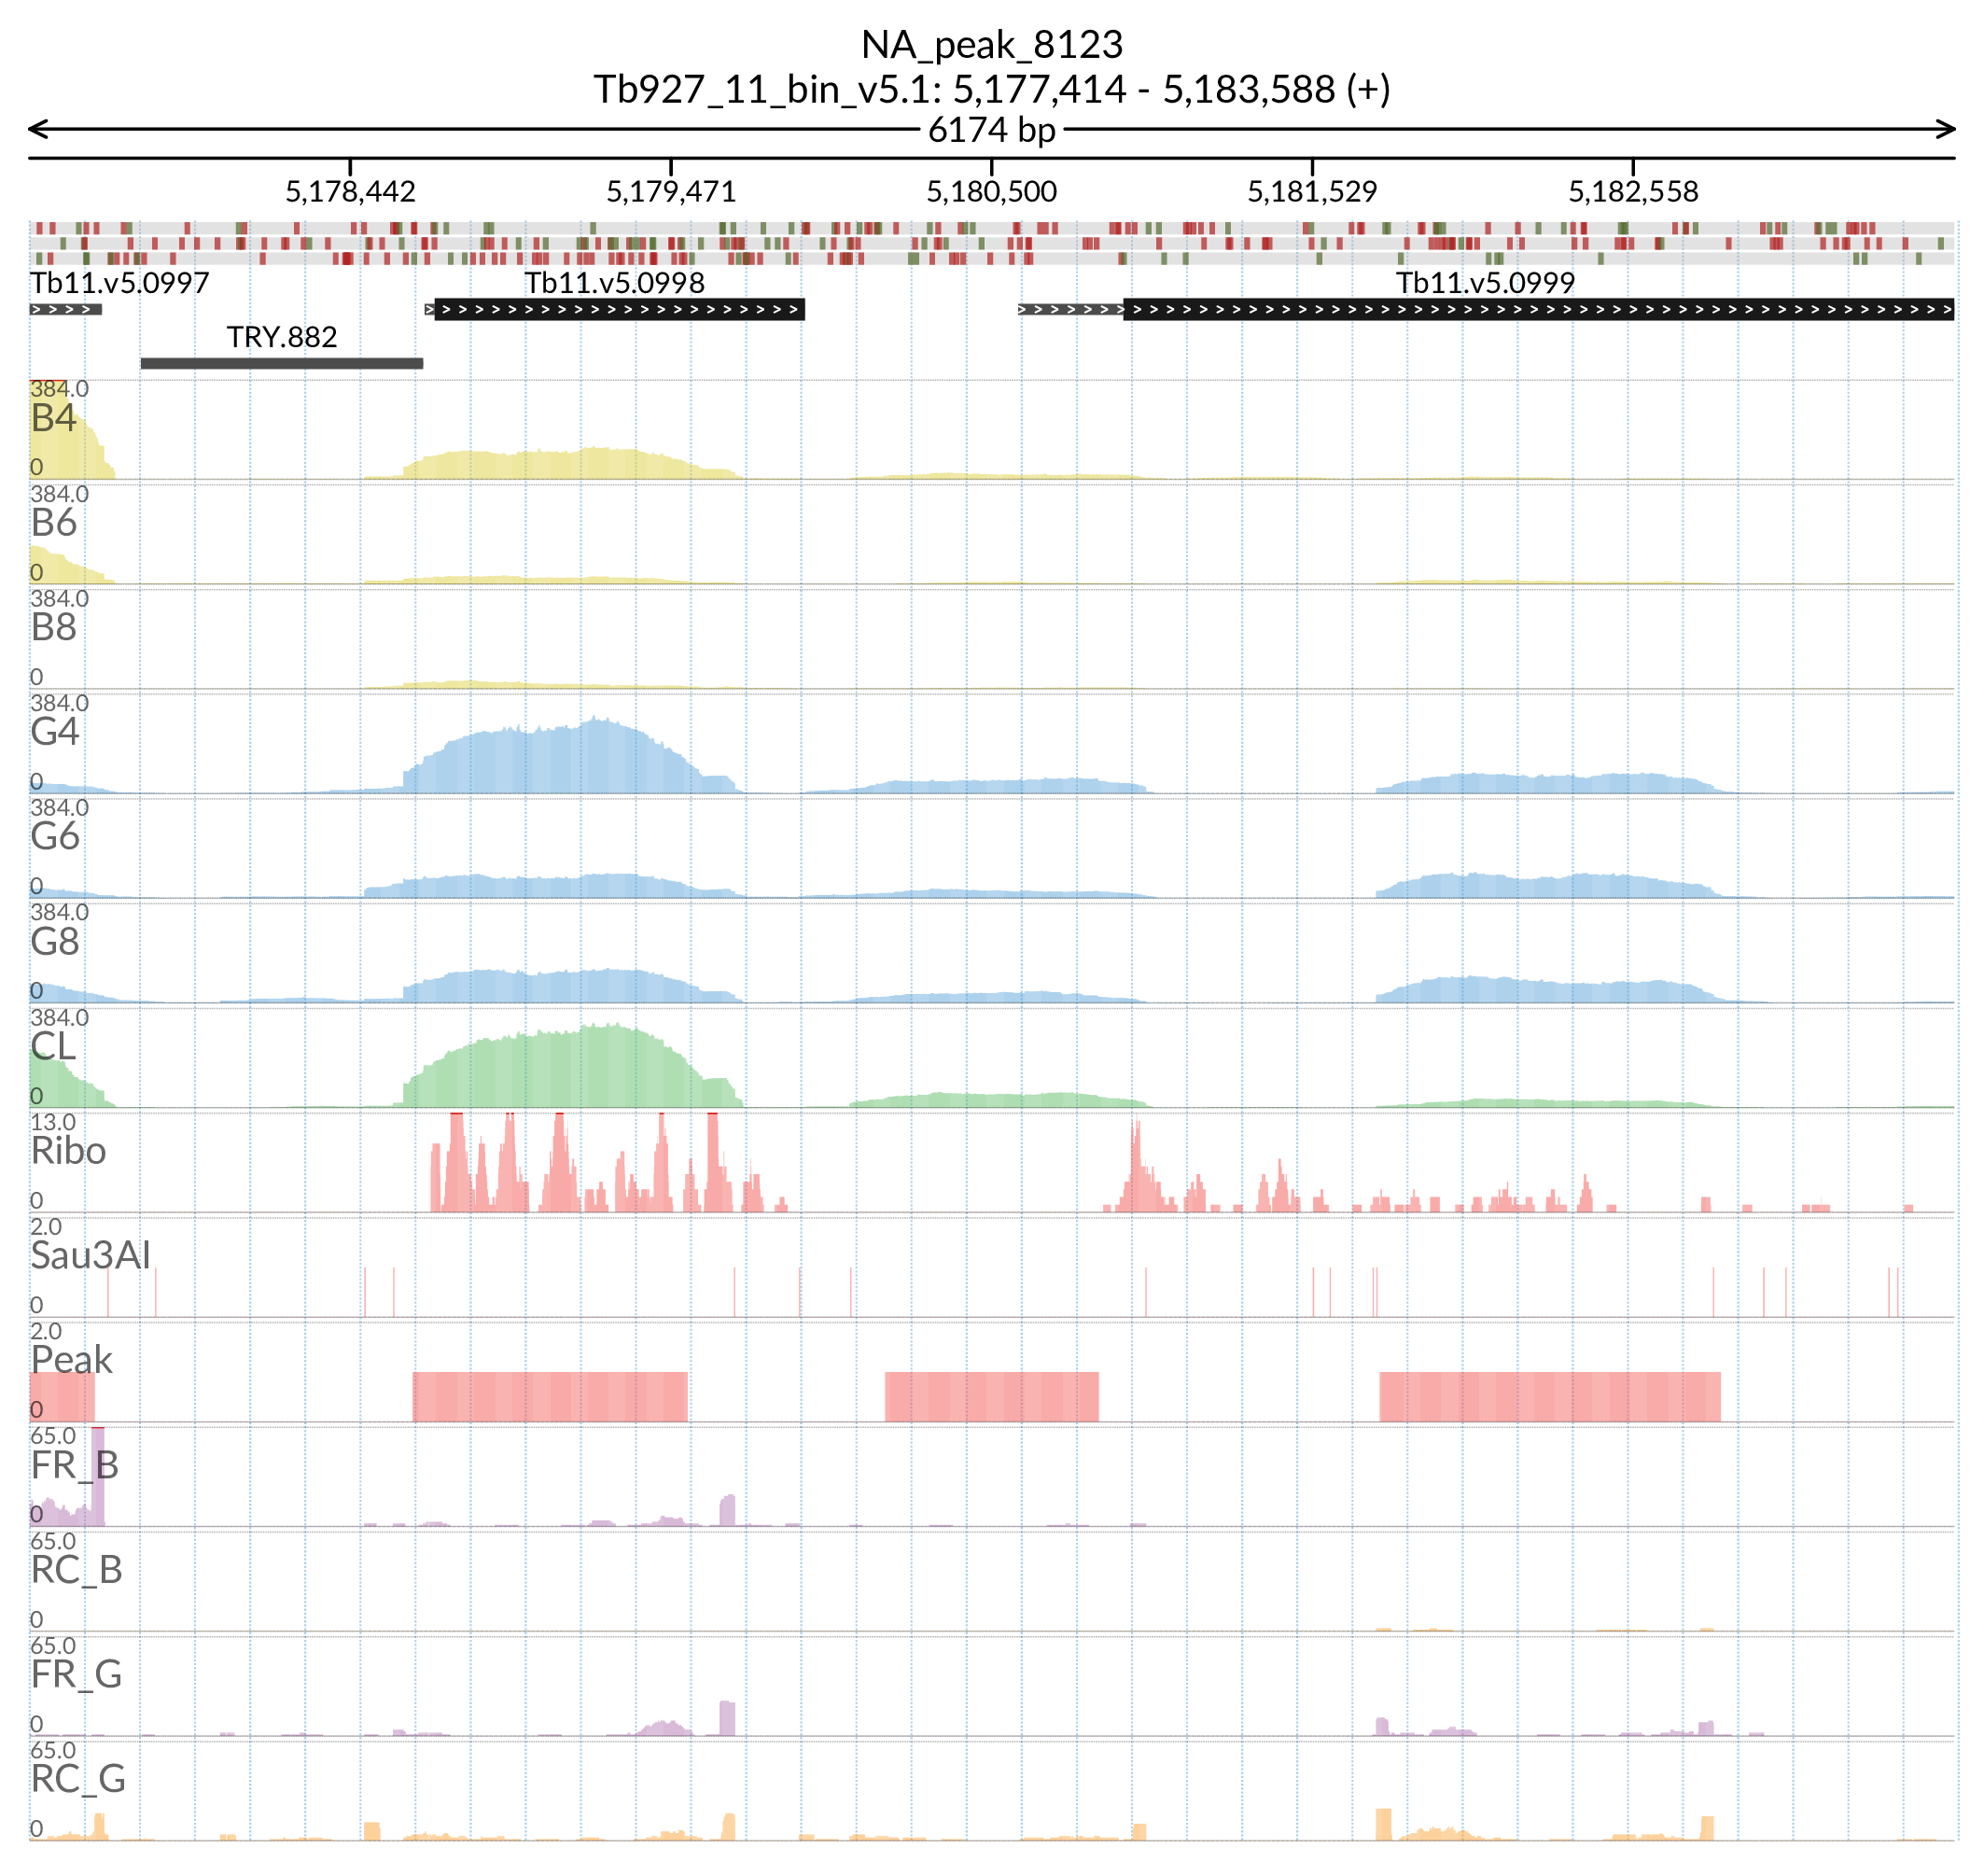 NA_peak_8123
Tb927_11_bin_v5.1: 5,177,414 - 5,183,588 (+)
6174 bp
5,178,442 5,179,471 5,180,500 5,181,529 5,182,558
Tb11.v5.0997 Tb11.v5.0998 Tb11.v5.0999
TRY.882
384.0
B4
0
384.0
B6
0
384.0
B8
0
384.0
G4
0
384.0
G6
0
384.0
G8
0
384.0
CL
0
13.0
Ribo
0
2.0
Sau3AI
0
2.0
Peak
0
65.0
FR_B
0
65.0
RC_B
0
65.0
FR_G
0
65.0
RC_G
0